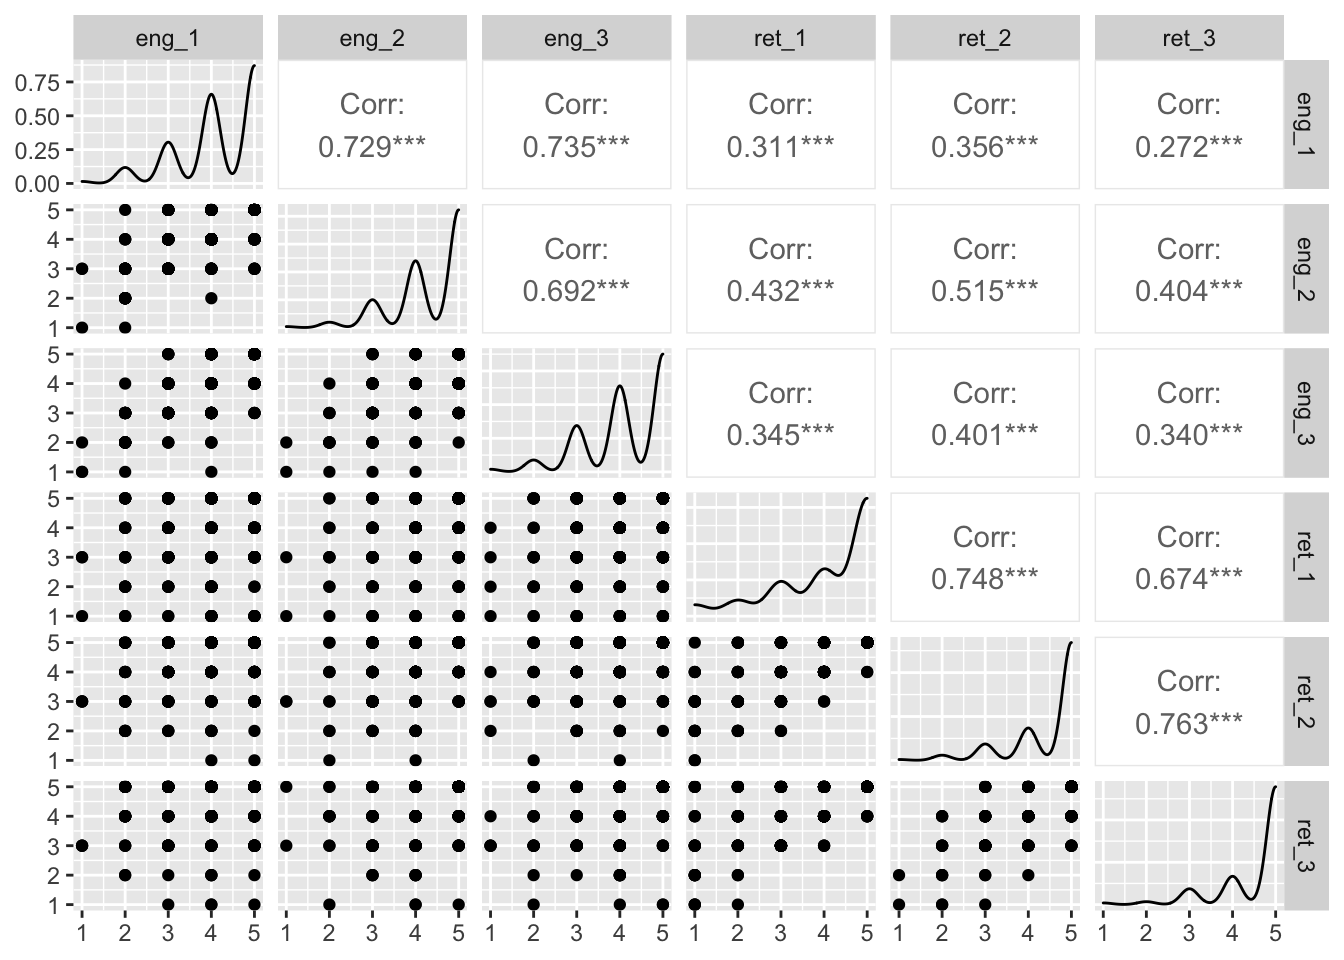 eng_1 eng_2 eng_3 ret_1 ret_2 ret_3
0.75
0.50
0.25
0.00
Corr: Corr: Corr: Corr: Corr:
0.729*** 0.735*** 0.311*** 0.356*** 0.272***
eng_1
5
4
3
2
1
Corr: Corr: Corr: Corr:
0.692*** 0.432*** 0.515*** 0.404***
eng_2
5
4
3
2
1
Corr: Corr: Corr:
0.345*** 0.401*** 0.340***
eng_3
5
4
3
2
1
Corr: Corr:
0.748*** 0.674***
ret_1
5
4
3
2
1
Corr:
0.763***
ret_2
5
4
3
2
1
ret_3
1 2 3 4 5 1 2 3 4 5 1 2 3 4 5 1 2 3 4 5 1 2 3 4 5 1 2 3 4 5